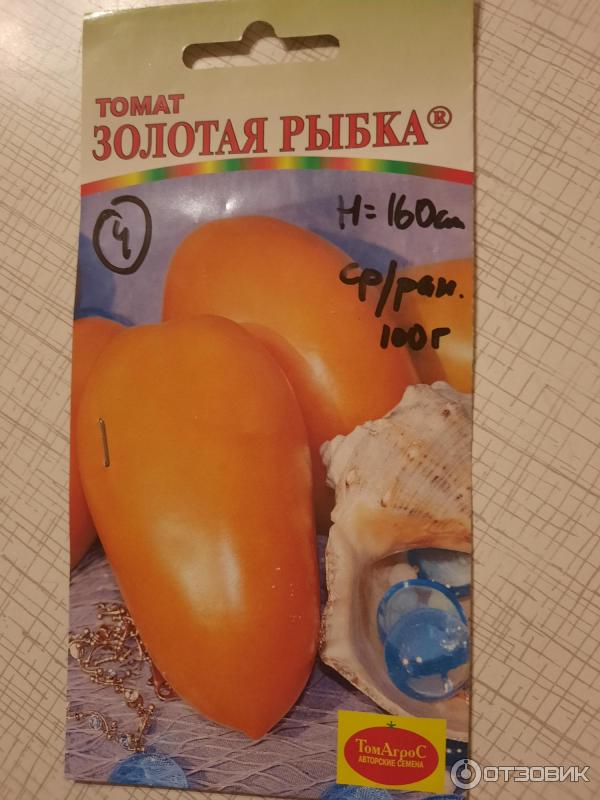 ТОМАТ
ЗОЛОТАЯ РЫБКА®
4
H=160см
ср/ран.
100г
ТомАгроС
АВТОРСКИЕ СЕМЕНА
ОТЗОВИК